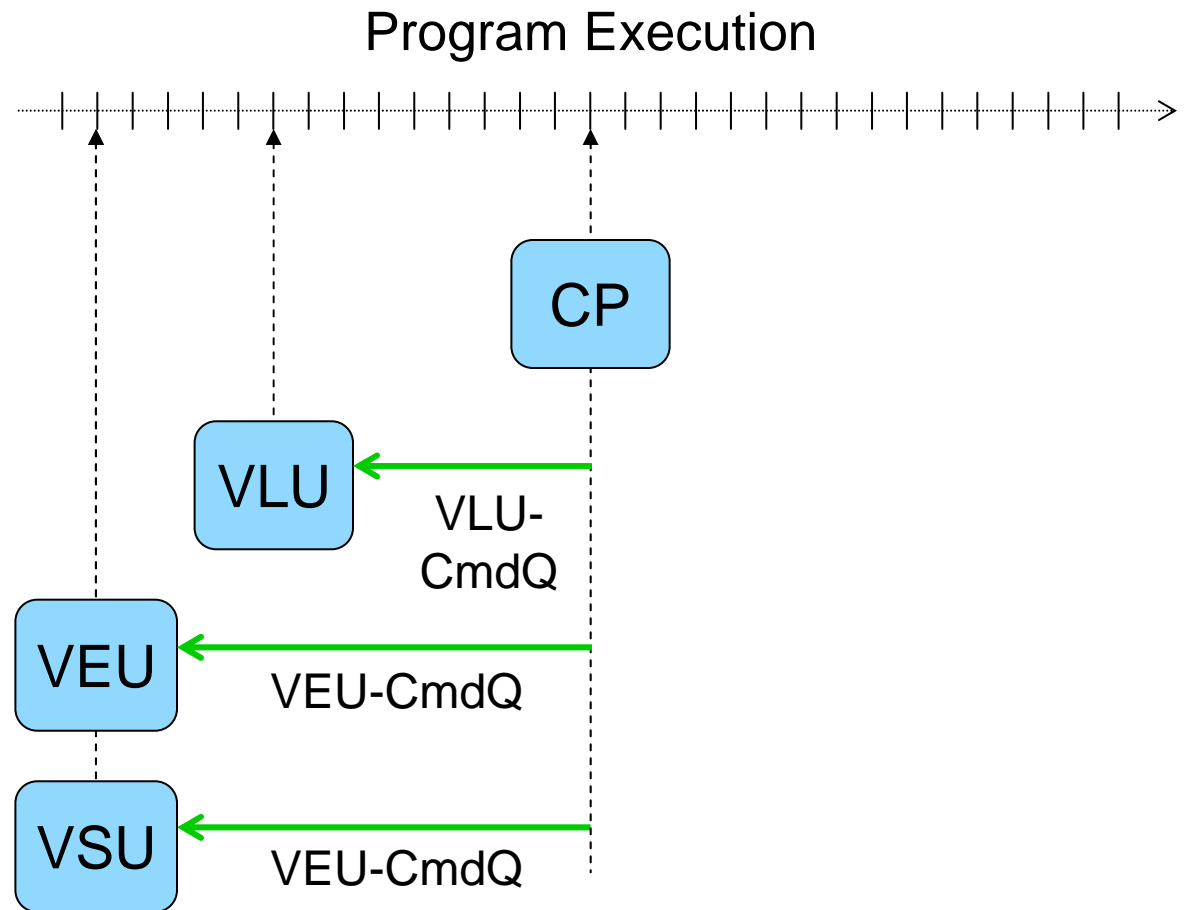 Program Execution
CP
VLU
VLU-
CmdQ
VEU
VEU-CmdQ
VSU
VEU-CmdQ